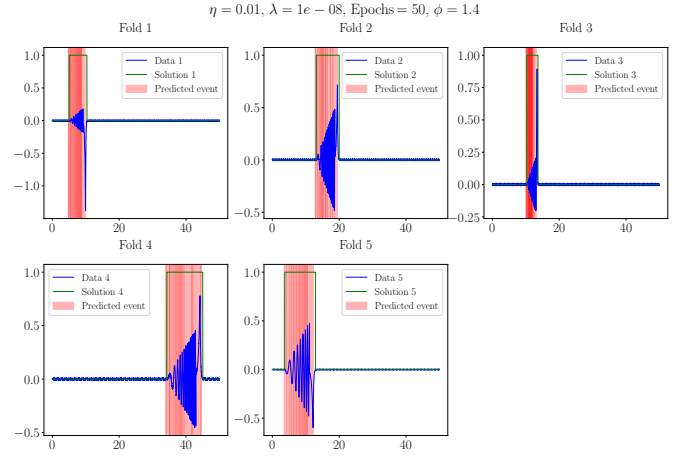 η = 0.01, λ = 1e − 08, Epochs = 50, ϕ = 1.4
Fold 1
1.0
0.5
0.0
−0.5
−1.0
0
20
40
Data 1
Solution 1
Predicted event
Fold 2
1.0
0.5
0.0
−0.5
0
20
40
Data 2
Solution 2
Predicted event
Fold 3
1.00
0.75
0.50
0.25
0.00
−0.25
0
20
40
Data 3
Solution 3
Predicted event
Fold 4
1.0
0.5
0.0
−0.5
0
20
40
Data 4
Solution 4
Predicted event
Fold 5
1.0
0.5
0.0
−0.5
0
20
40
Data 5
Solution 5
Predicted event